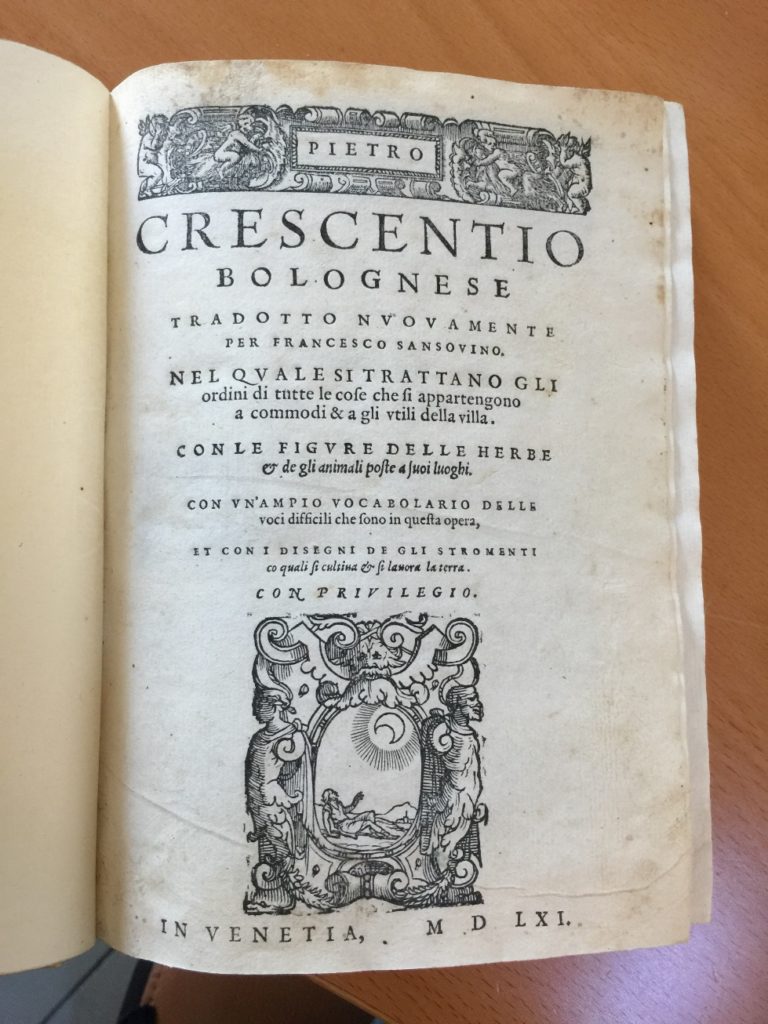 PIETRO
CRESCENTIO
BOLOGNESE
TRADOTTO NVOVAMENTE
PER FRANCESCO SANSOVINO.
NEL QVALE SI TRATTANO GLI
ordini di tutte le coſe che ſi appartengono
a commodi & a gli vtili della villa.
CON LE FIGVRE DELLE HERBE
& de gli animali poſte a ſuoi luoghi.
CON VN'AMPIO VOCABOLARIO DELLE
voci difficili che ſono in queſta opera,
ET CON I DISEGNI DE GLI STROMENTI
co quali ſi cultiua & ſi lauora la terra.
CON PRIVILEGIO.
IN VENETIA, M D LXI.